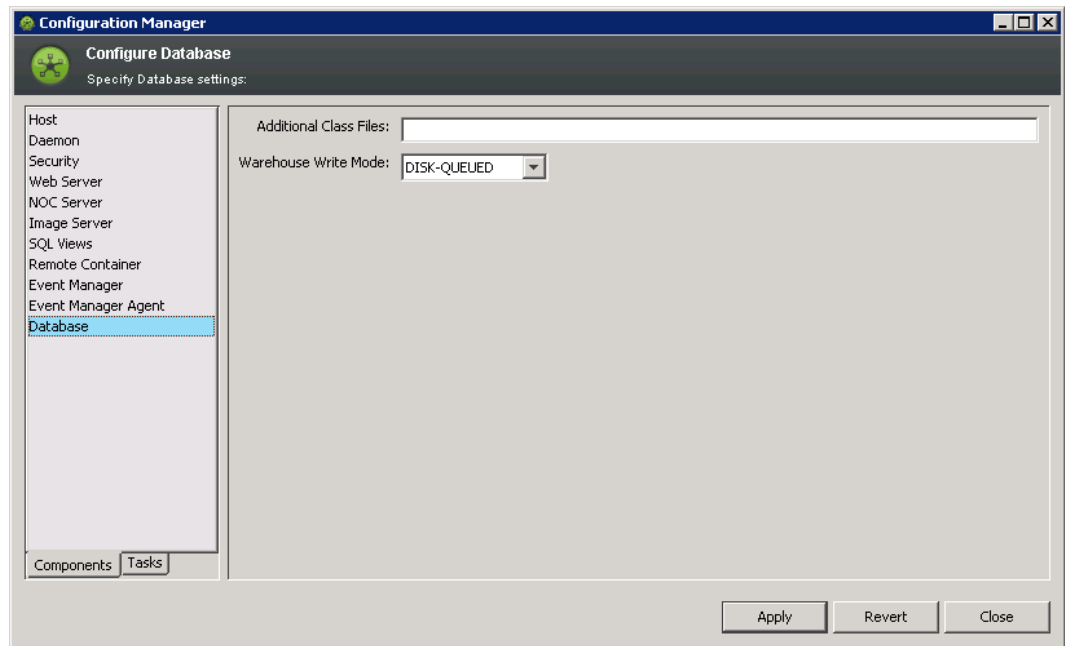 Configuration Manager
Configure Database
Specify Database settings:
Host
Daemon
Security
Web Server
NOC Server
Image Server
SQL Views
Remote Container
Event Manager
Event Manager Agent
Database
Components
Tasks
Additional Class Files:
Warehouse Write Mode: DISK-QUEUED
Apply Revert Close